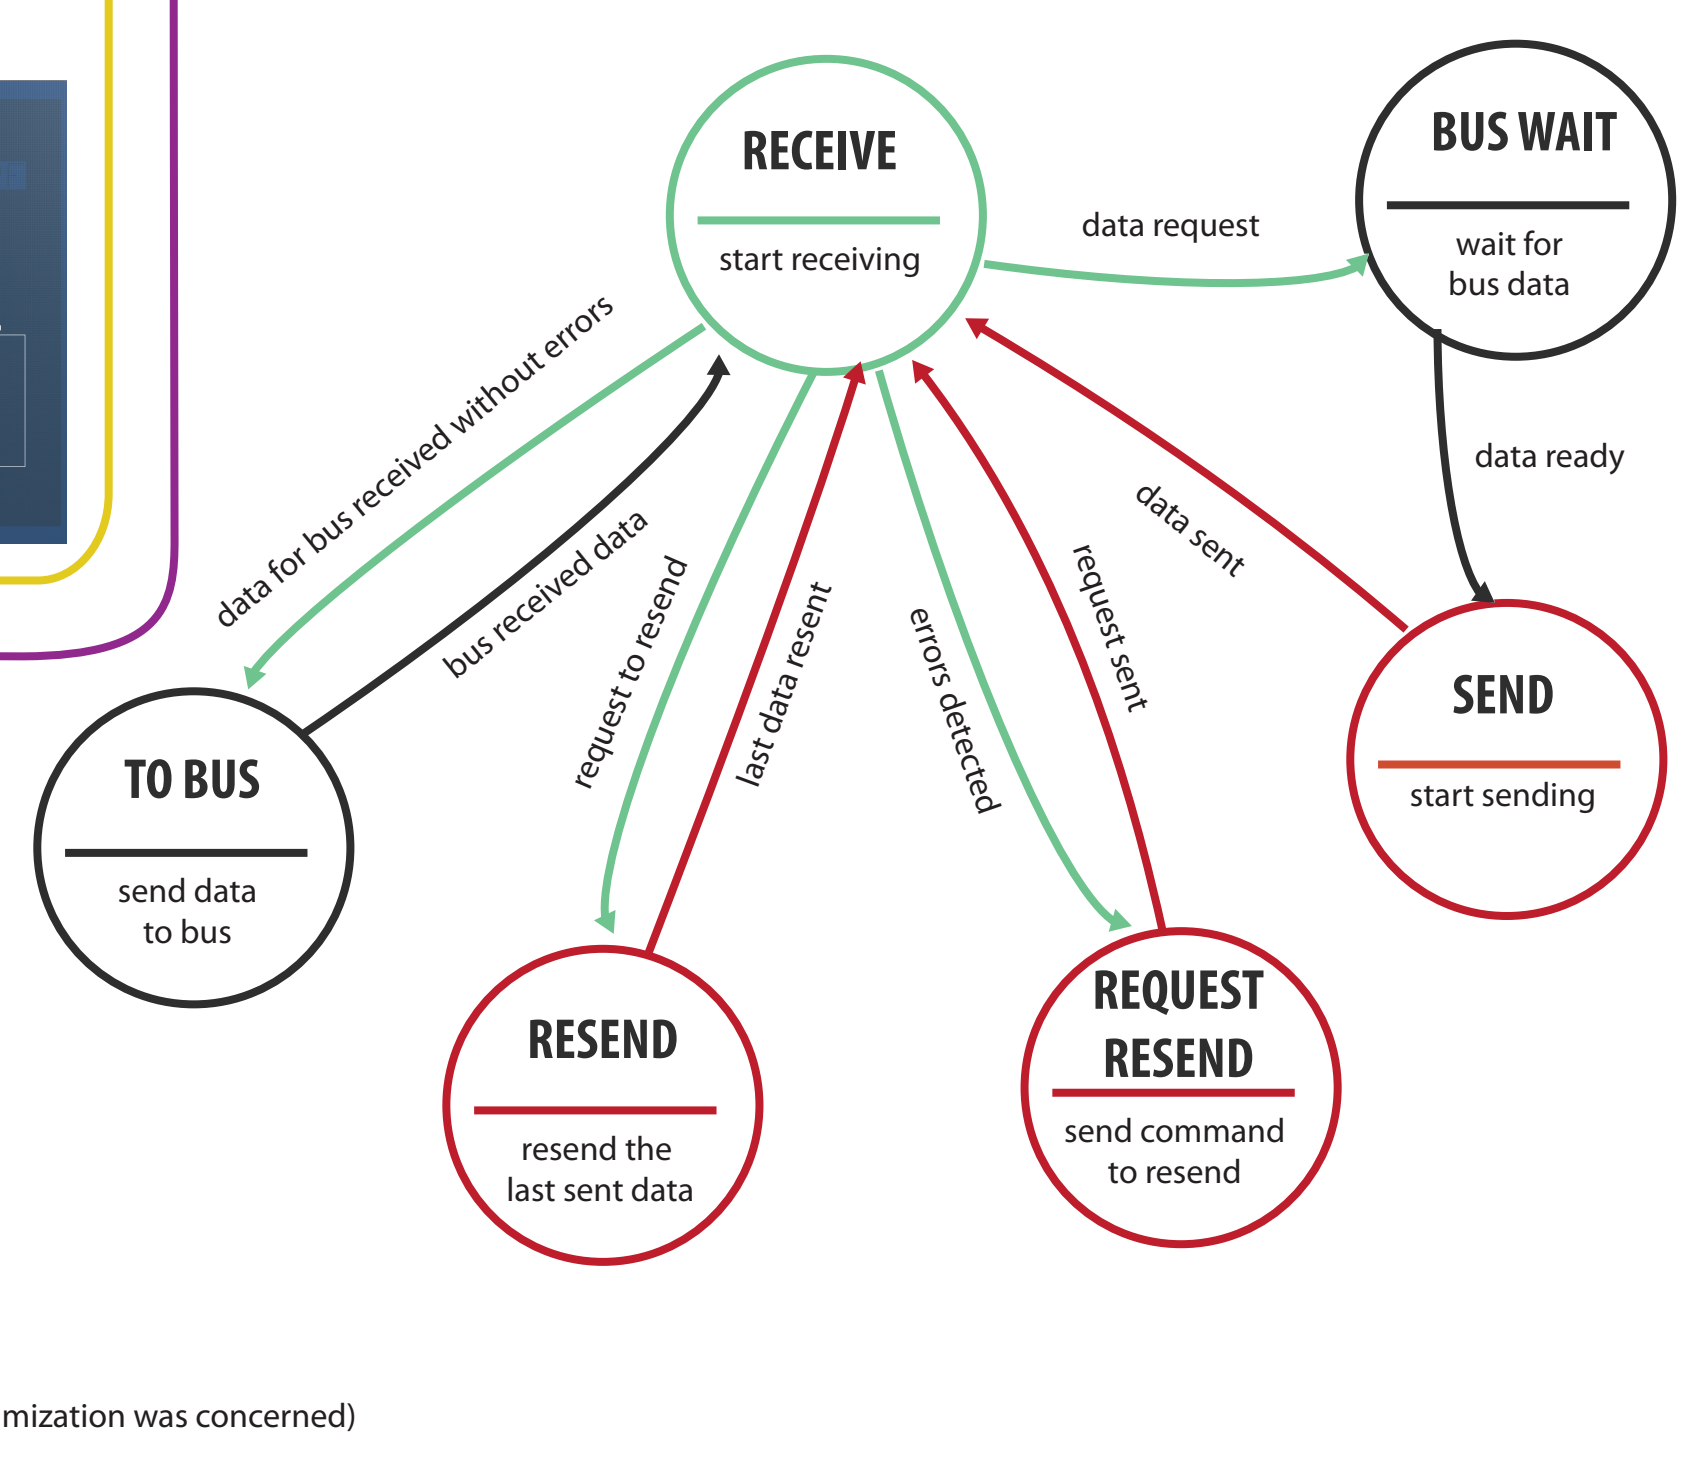 RECEIVE
start receiving
BUS WAIT
wait for
bus data
data request
data ready
data for bus received without errors
bus received data
request to resend
last data resent
errors detected
request sent
data sent
SEND
start sending
TO BUS
send data
to bus
RESEND
resend the
last sent data
REQUEST
RESEND
send command
to resend
mization was concerned)